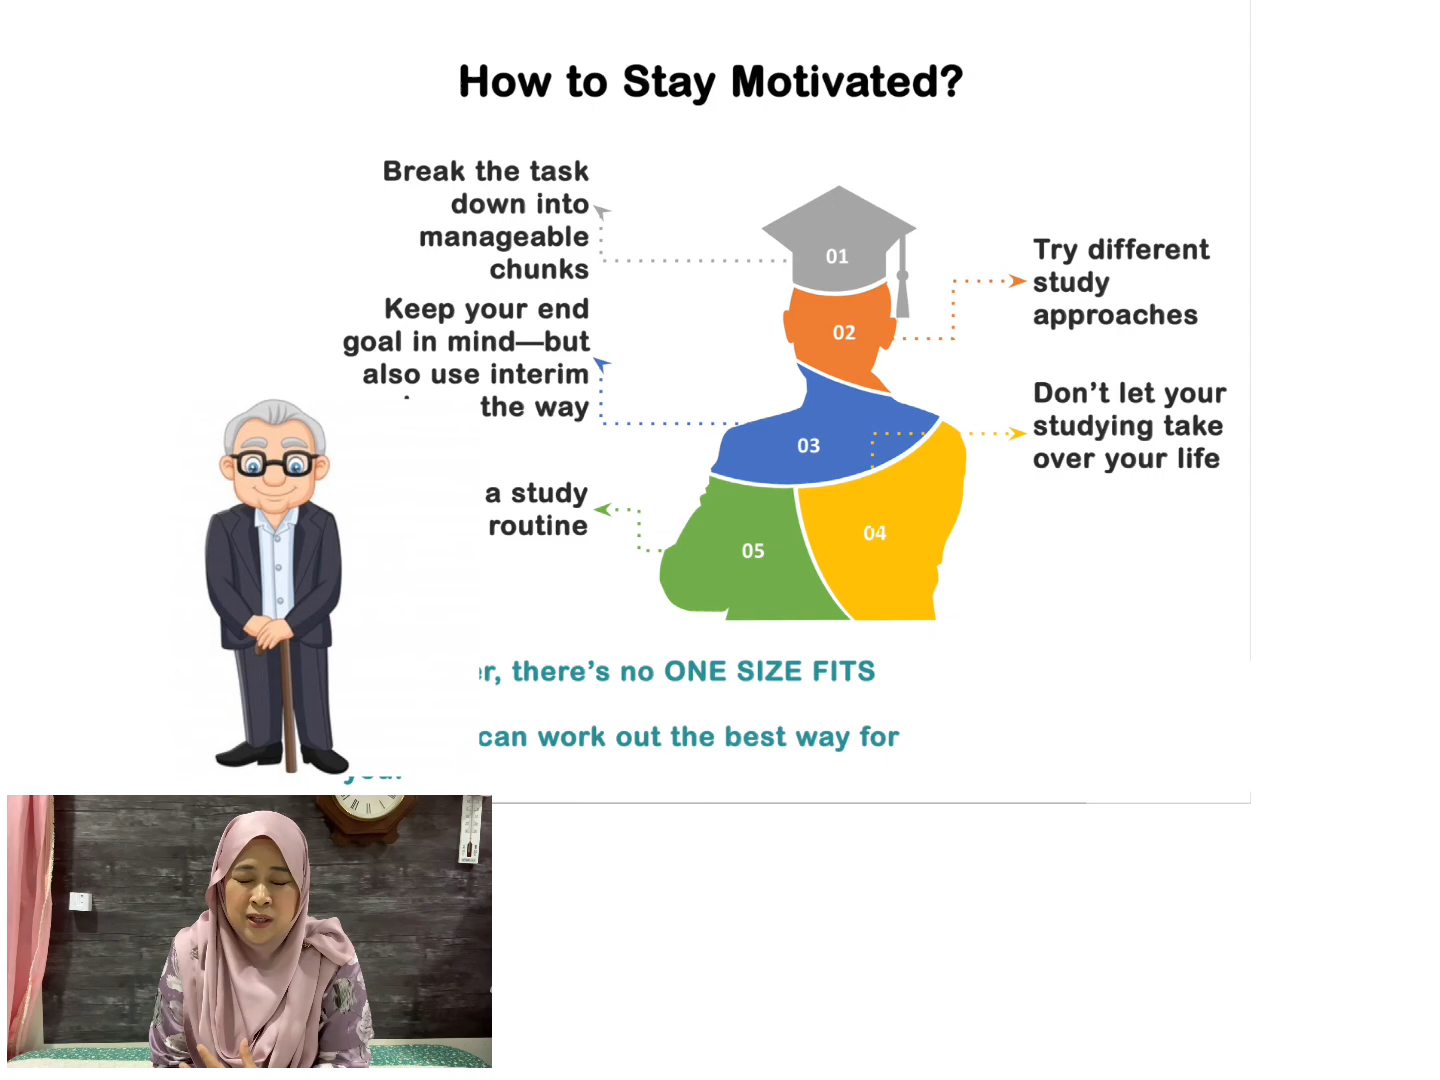 How to Stay Motivated?
Break the task
down into
manageable
chunks
Keep your end
goal in mind—but
also use interim
the way
a study
routine
01
02
03
04
05
Try different
study
approaches
Don’t let your
studying take
over your life
there’s no ONE SIZE FITS
can work out the best way for